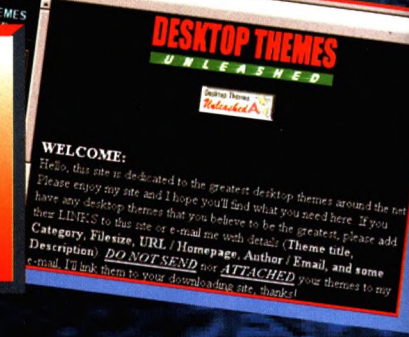 EMES
DESKTOP THEMES
UNLEASHED
Desktop Themes
Unleashed
WELCOME:
Hello, this site is dedicated to the greatest desktop themes around the net
Please enjoy my site and I hope you'll find what you need here. If you
have any desktop themes that you believe to be the greatest, please add
their LINKS to this site or e-mail me with details (Theme title,
Category, Filesize, URL / Homepage, Author / Email, and some
Description). DO NOT SEND nor ATTACHED your themes to my
e-mail, I'll link them to your downloading site, thanks!